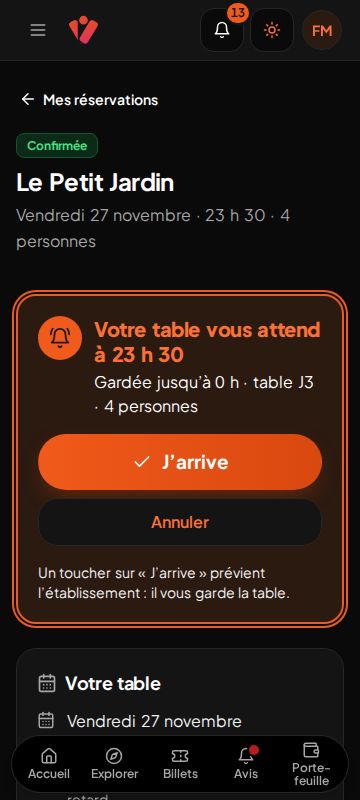 13
FM
Mes réservations
Confirmée
Le Petit Jardin
Vendredi 27 novembre · 23 h 30 · 4
personnes
Votre table vous attend
à 23 h 30
Gardée jusqu’à 0 h · table J3
· 4 personnes
J’arrive
Annuler
Un toucher sur « J’arrive » prévient
l’établissement : il vous garde la table.
Votre table
Vendredi 27 novembre
Accueil
Explorer
Billets
Avis
Porte-
feuille
retard